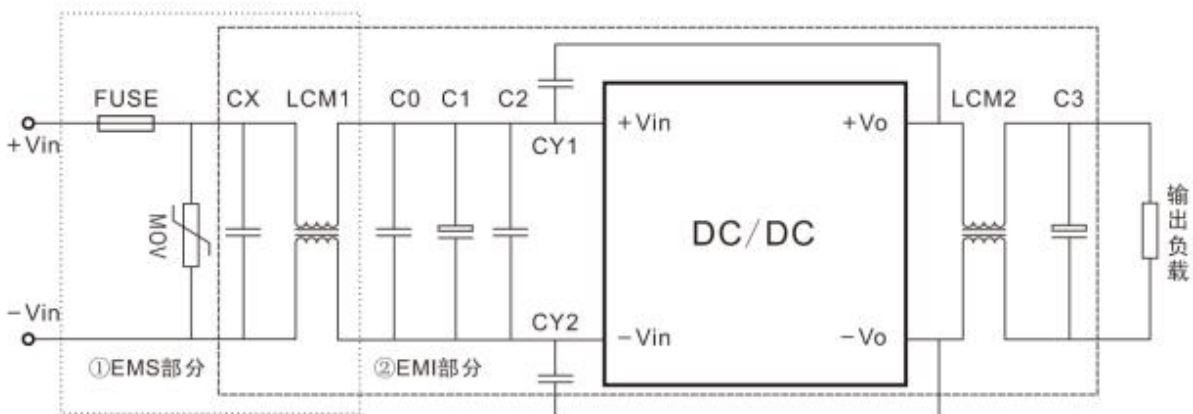 FUSE
CX
LCM1
C0
C1
C2
CY1
LCM2
C3
+Vin
+Vin
+Vo
MOV
DC/DC
输出负载
-Vin
CY2
-Vin
-Vo
①EMS部分
②EMI部分